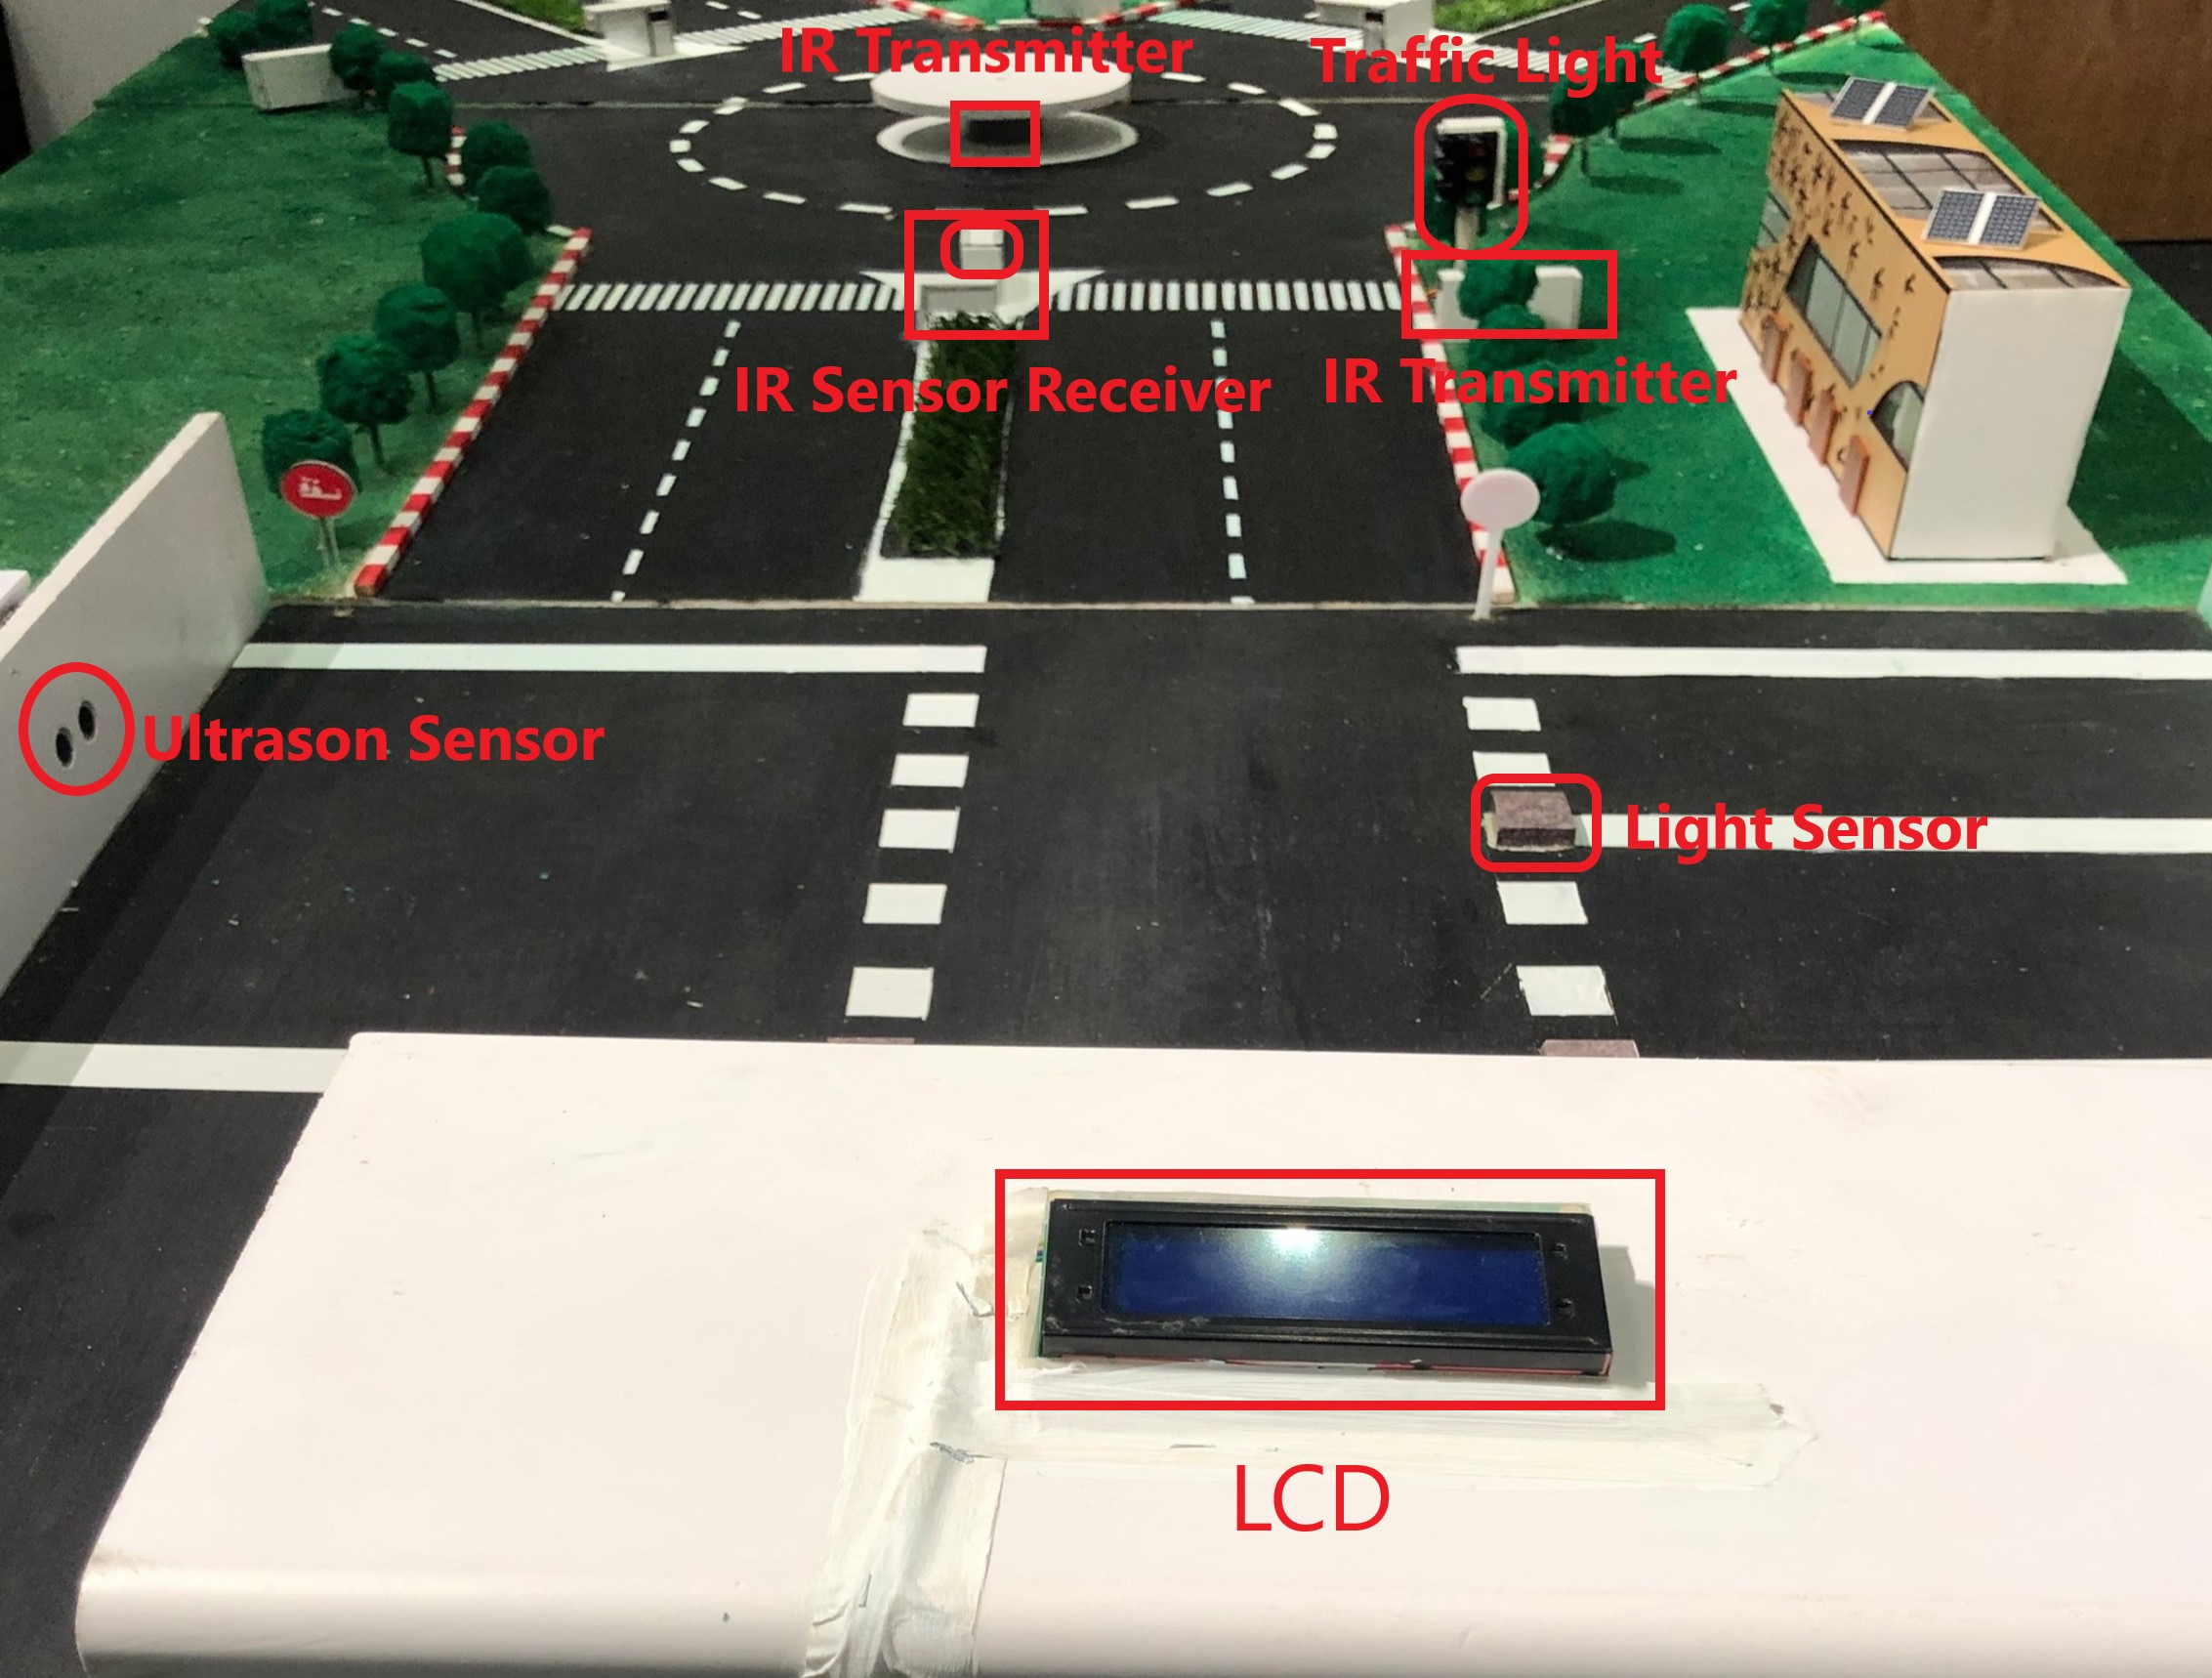 IR Transmitter
Traffic Light
IR Sensor Receiver
IR Transmitter
Ultrason Sensor
Light Sensor
LCD